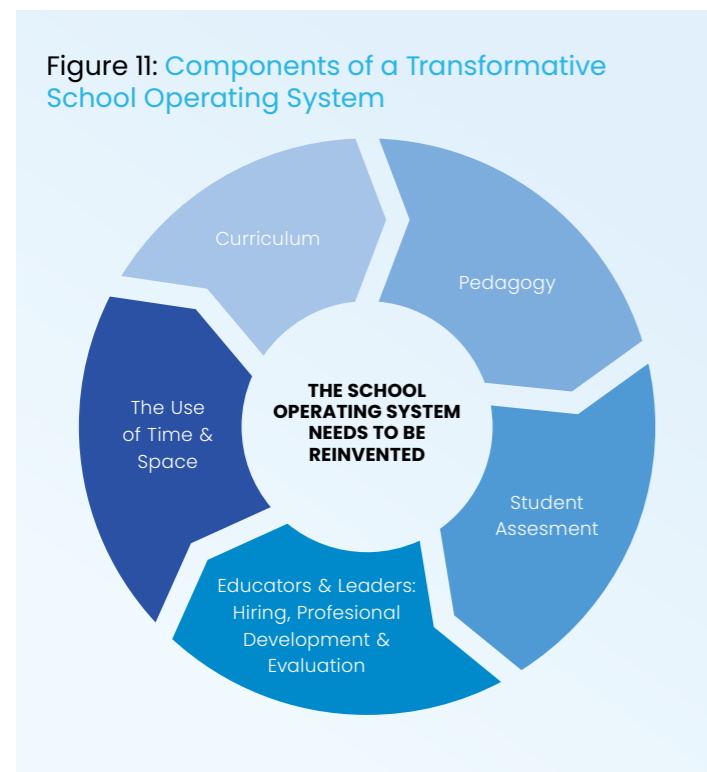 Figure 11: Components of a Transformative
School Operating System
Curriculum
Pedagogy
Student
Assesment
Educators & Leaders:
Hiring, Profesional
Development &
Evaluation
The Use
of Time &
Space
THE SCHOOL
OPERATING SYSTEM
NEEDS TO BE
REINVENTED